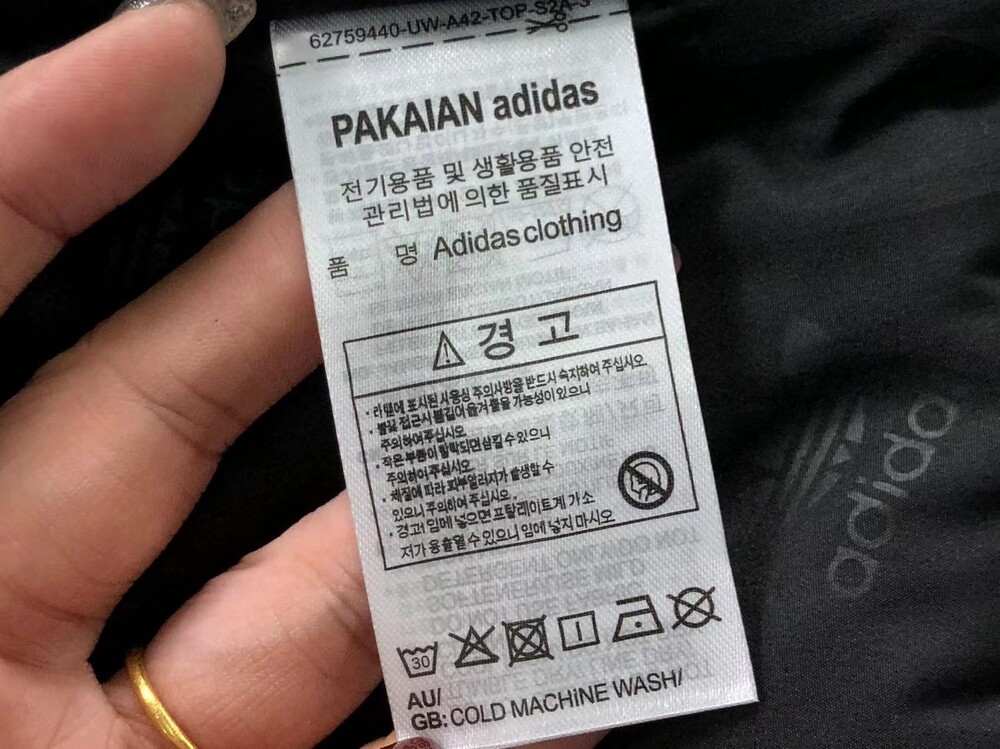 62759440-UW-A42-TOP-S2A-3
PAKAIAN adidas
전기용품 및 생활용품 안전
관리법에 의한 품질표시
품 명 Adidas clothing
경 고
· 라벨에 표시된 사용상 주의사항을 반드시 숙지하여 주십시오
· 불꽃 접근시 불길이 옮겨 붙을 가능성이 있으니
주의하여 주십시오
· 작은 부품이 탈락되면 삼킬 수 있으니
주의하여 주십시오.
· 체질에 따라 피부알러지가 발생할 수
있으니 주의하여 주십시오.
· 경고! 입에 넣으면 프탈레이트계 가소
저가 용출될 수 있으니 입에 넣지 마시오
30
AU/
GB: COLD MACHiNE WASH/
adido